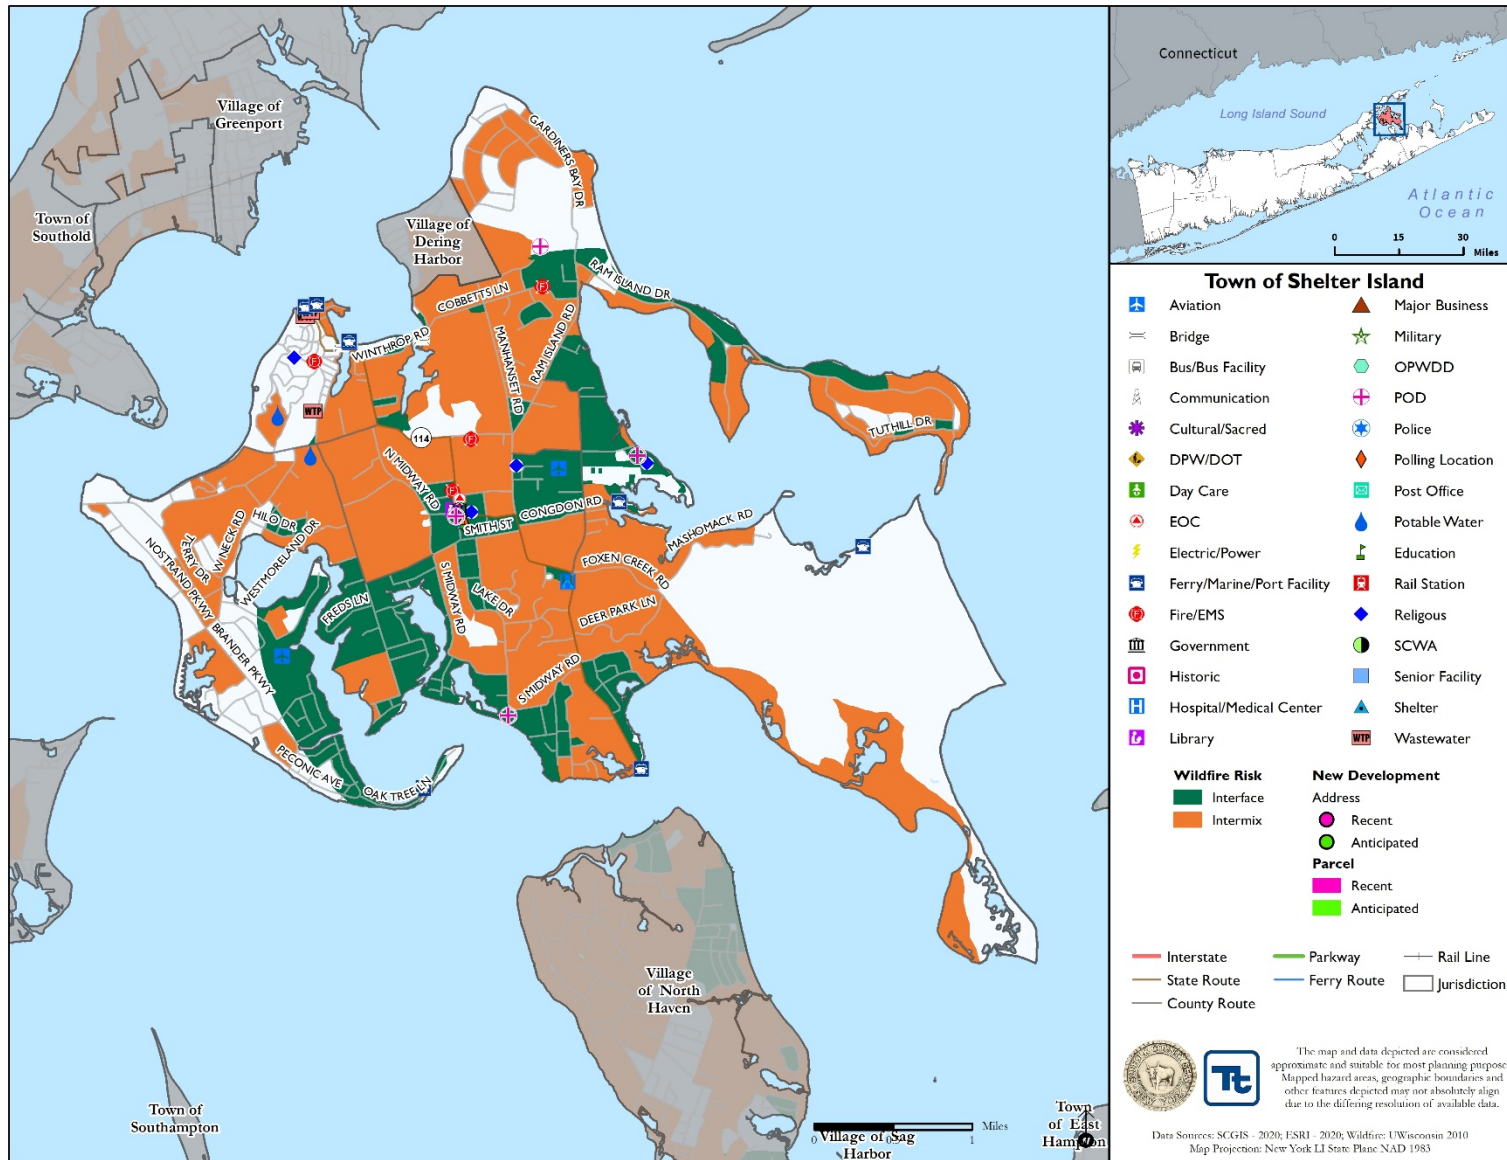 Village of
Greenport
Town of
Southold
Village of
Dering
Harbor
GARDINERS BAY DR
RAM ISLAND DR
COBBETTS LN
WINTHROP RD
MANHANSET RD
RAM ISLAND RD
TUTHILL DR
WTP
114
N MIDWAY RD
SMITH ST
CONGDON RD
MASHOMACK RD
HILO DR
W NECK RD
TERRY DR
NOSTRAND PKWY
WESTMORELAND DR
FREDS LN
S MIDWAY RD
LAKE DR
FOXEN CREEK RD
DEER PARK LN
BRANDER PKWY
S MIDWAY RD
PECONIC AVE
OAK TREE LN
Village
of North
Haven
Town of
Southampton
Village of Sag
Harbor
Town
of East
Hampton
0
1
Miles
Connecticut
Long Island Sound
Atlantic
Ocean
0 15 30
Miles
Town of Shelter Island
Aviation
Bridge
Bus/Bus Facility
Communication
Cultural/Sacred
DPW/DOT
Day Care
EOC
Electric/Power
Ferry/Marine/Port Facility
Fire/EMS
Government
Historic
Hospital/Medical Center
Library
Major Business
Military
OPWDD
POD
Police
Polling Location
Post Office
Potable Water
Education
Rail Station
Religous
SCWA
Senior Facility
Shelter
WTP Wastewater
Wildfire Risk
Interface
Intermix
New Development
Address
Recent
Anticipated
Parcel
Recent
Anticipated
Interstate
State Route
County Route
Parkway
Ferry Route
Rail Line
Jurisdiction
Tt
The map and data depicted are considered
approximate and suitable for most planning purpose
Mapped hazard areas, geographic boundaries and
other features depicted may not absolutely align
due to the differing resolution of available data.
Data Sources: SCGIS - 2020; ESRI - 2020; Wildfire: UWisconsin 2010
Map Projection: New York LI State Plane NAD 1983